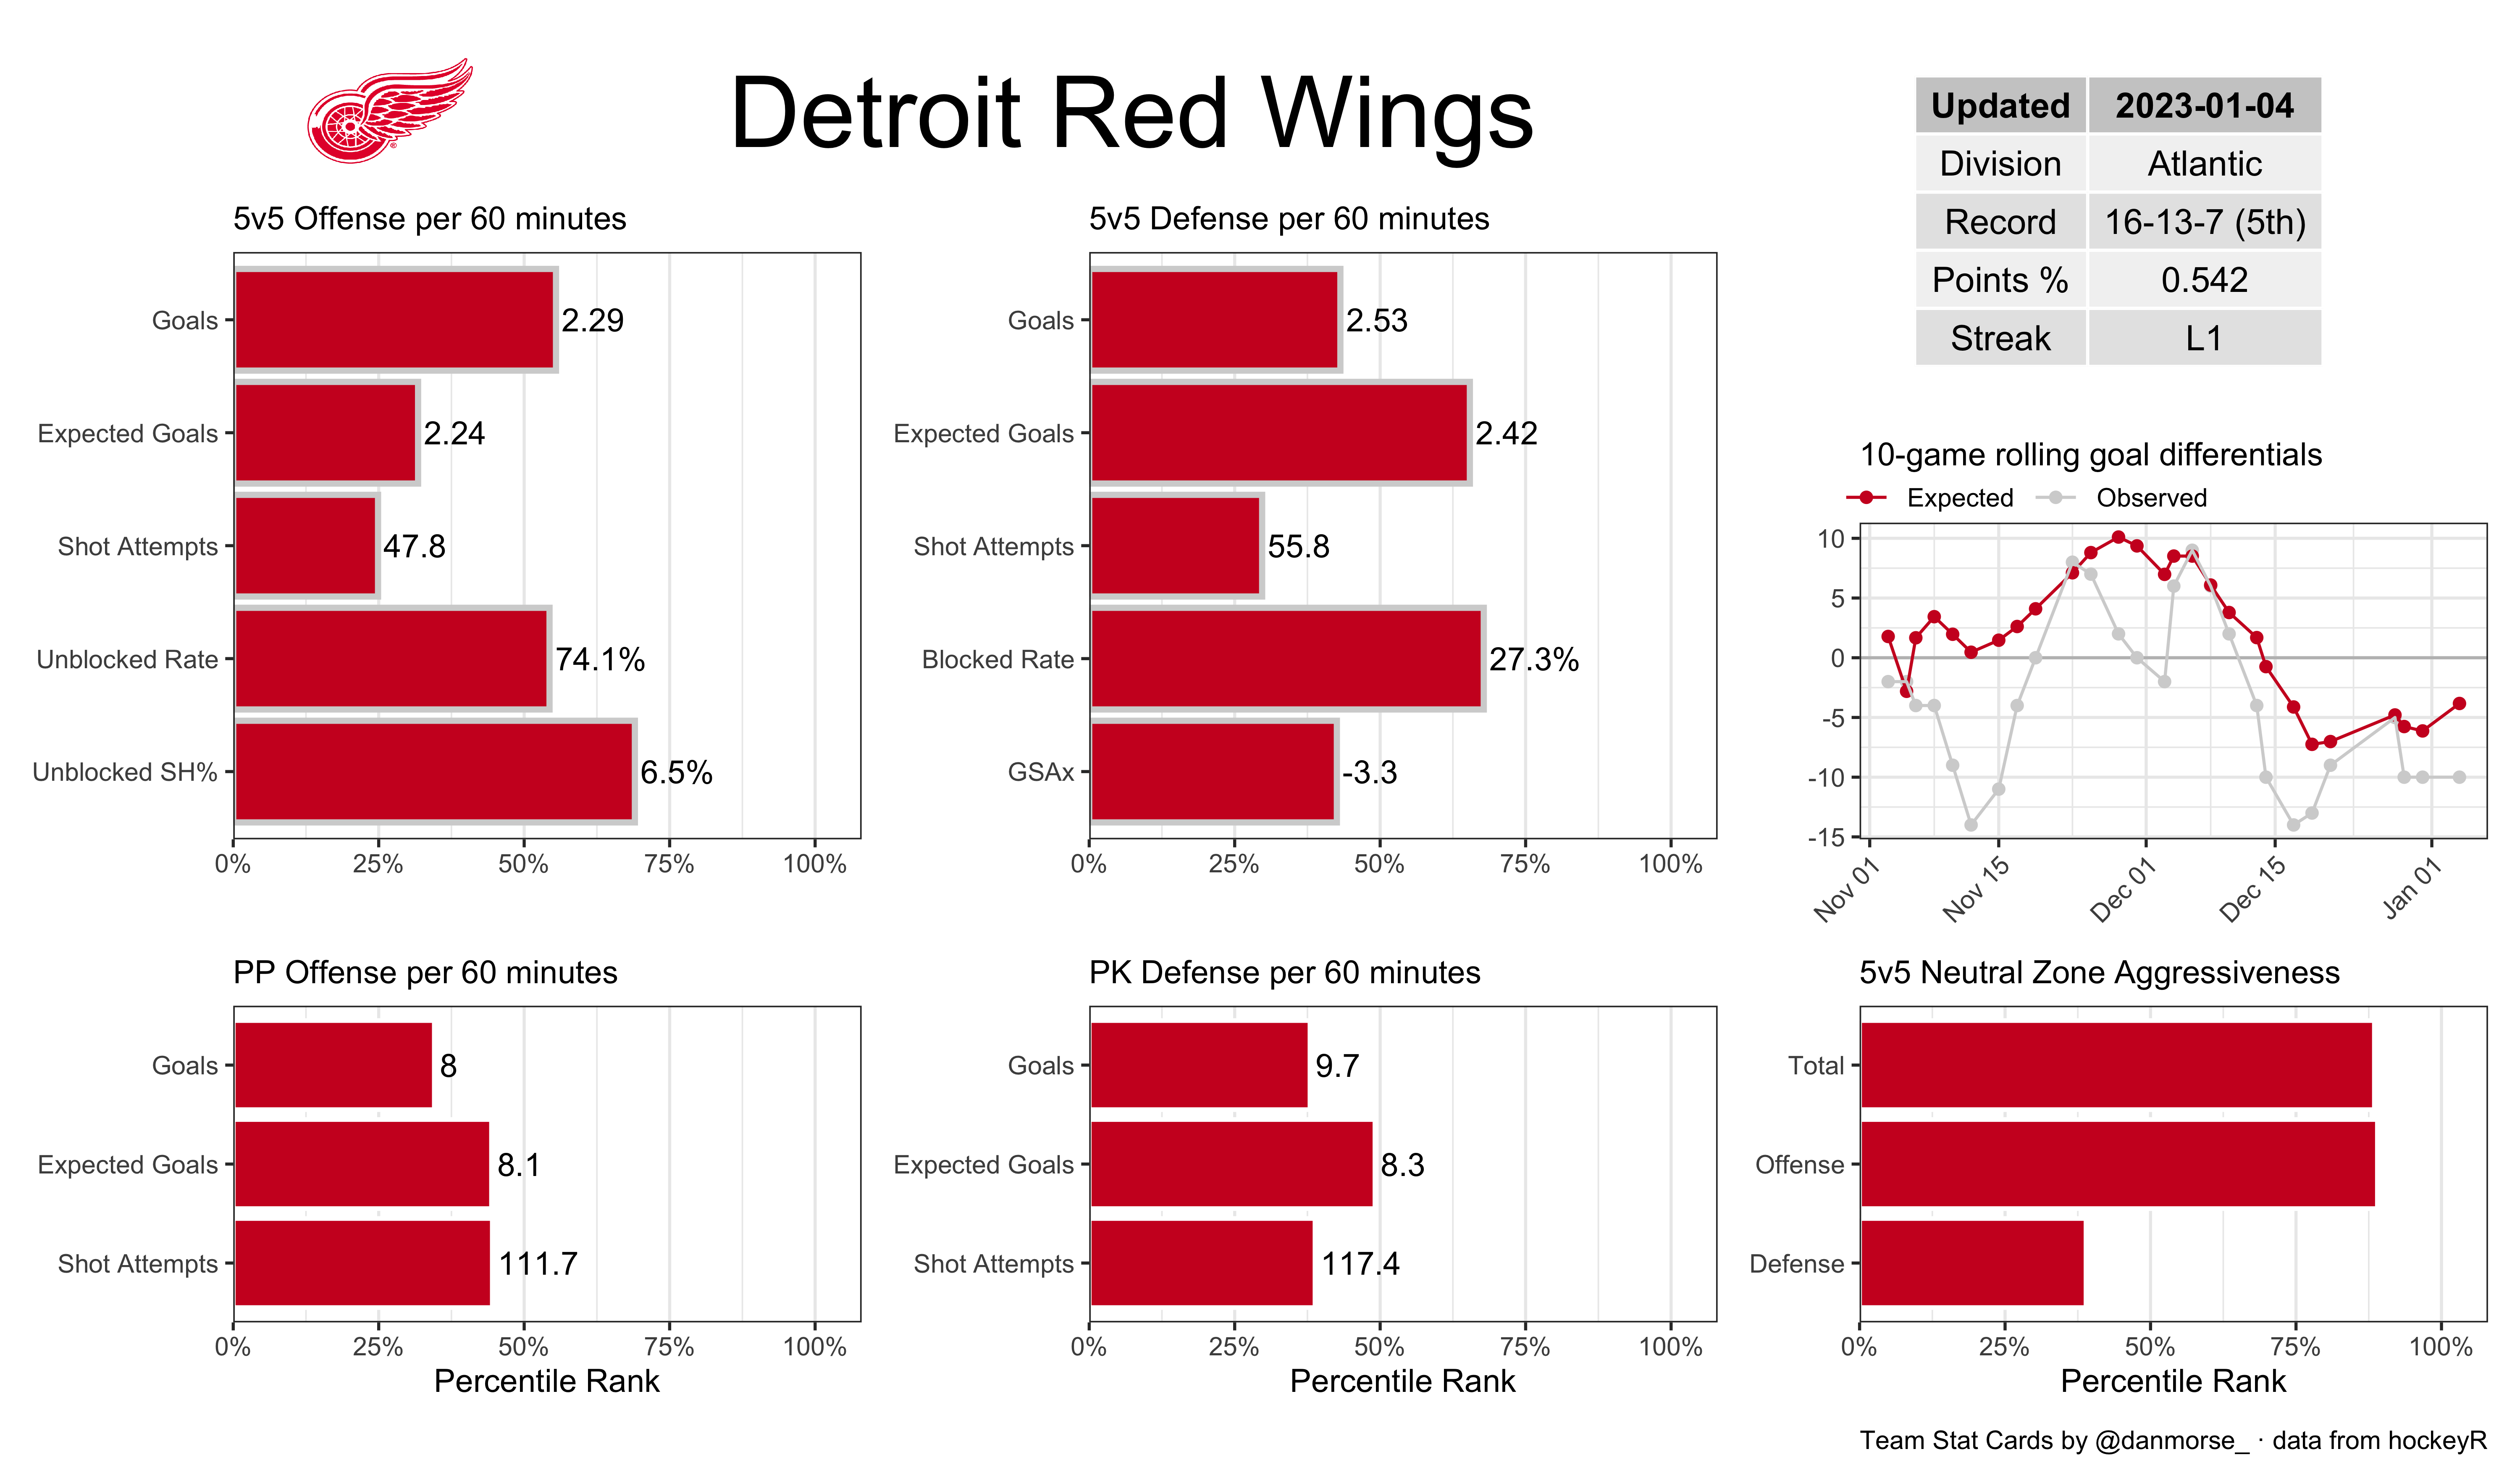 Detroit Red Wings
Updated 2023-01-04
Division Atlantic
Record 16-13-7 (5th)
Points % 0.542
Streak L1
5v5 Offense per 60 minutes
Goals 2.29
Expected Goals 2.24
Shot Attempts 47.8
Unblocked Rate 74.1%
Unblocked SH% 6.5%
0% 25% 50% 75% 100%
5v5 Defense per 60 minutes
Goals 2.53
Expected Goals 2.42
Shot Attempts 55.8
Blocked Rate 27.3%
GSAx -3.3
0% 25% 50% 75% 100%
10-game rolling goal differentials
Expected Observed
10
5
0
-5
-10
-15
Nov 01 Nov 15 Dec 01 Dec 15 Jan 01
PP Offense per 60 minutes
Goals 8
Expected Goals 8.1
Shot Attempts 111.7
0% 25% 50% 75% 100%
Percentile Rank
PK Defense per 60 minutes
Goals 9.7
Expected Goals 8.3
Shot Attempts 117.4
0% 25% 50% 75% 100%
Percentile Rank
5v5 Neutral Zone Aggressiveness
Total
Offense
Defense
0% 25% 50% 75% 100%
Percentile Rank
Team Stat Cards by @danmorse_ · data from hockeyR